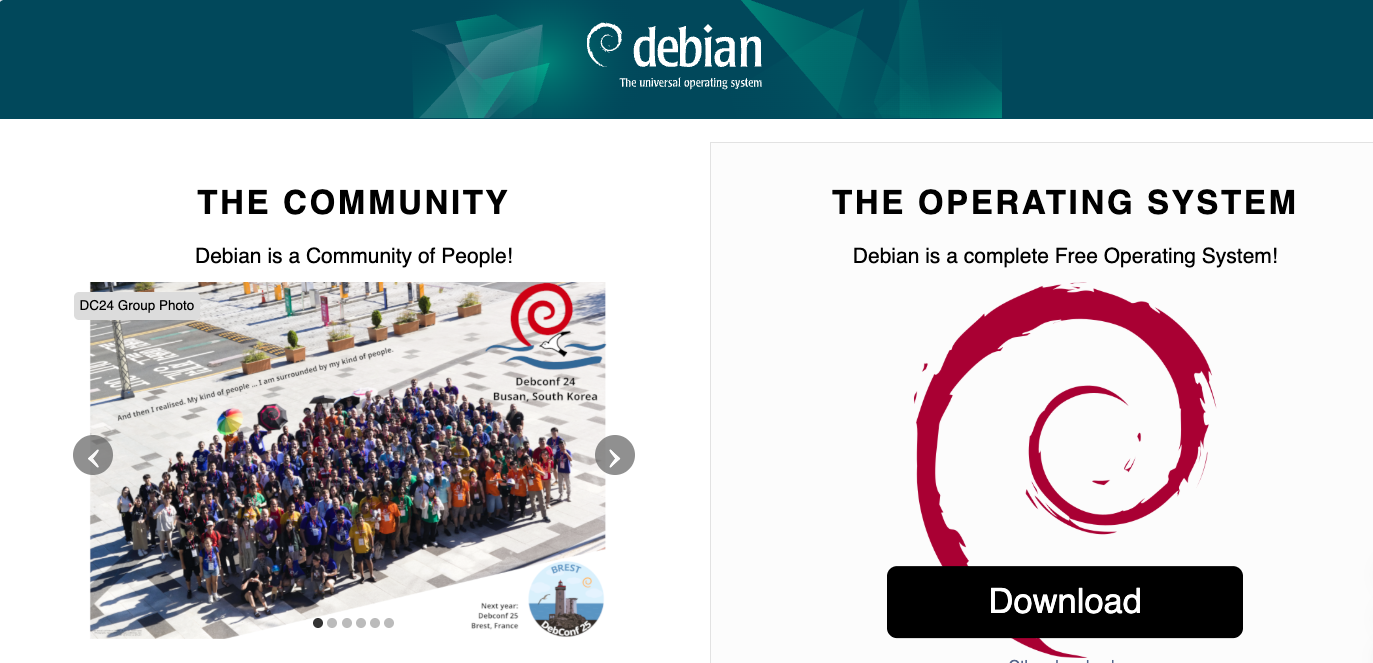 debian
The universal operating system
THE COMMUNITY
Debian is a Community of People!
DC24 Group Photo
And then I realised. My kind of people ... I am surrounded by my kind of people.
Debconf 24
Busan, South Korea
BREST
Next year:
Debconf 25
Brest, France
DebConf 25
THE OPERATING SYSTEM
Debian is a complete Free Operating System!
Download